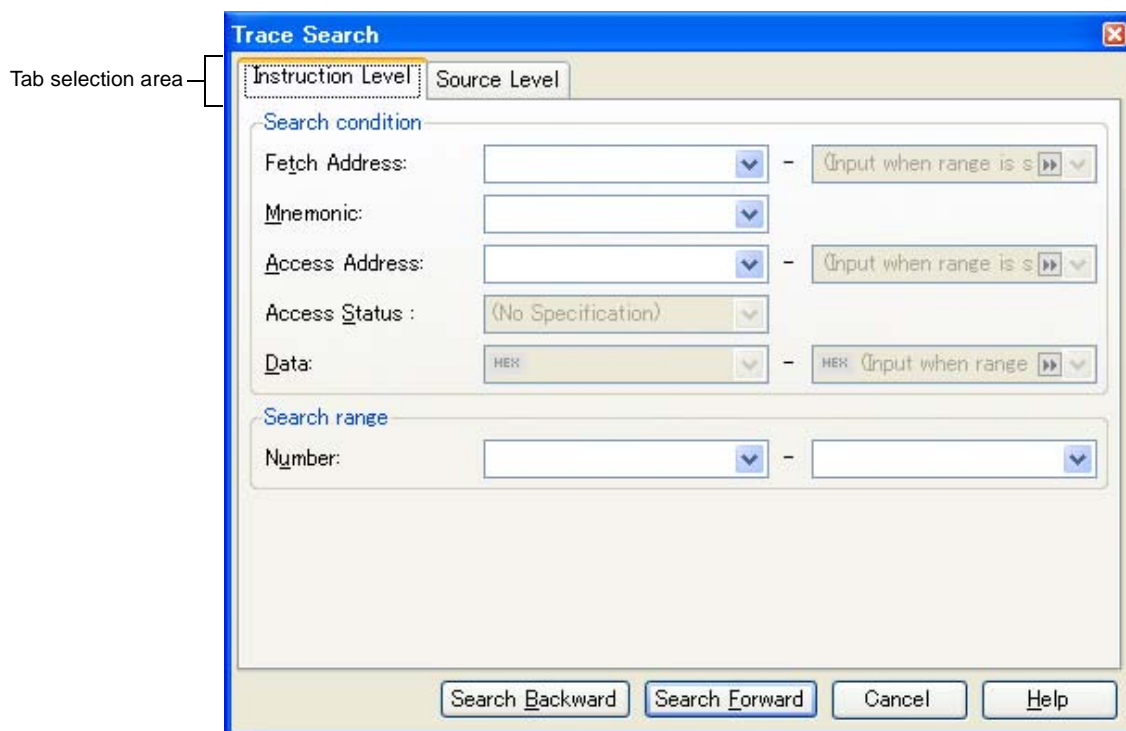 Trace Search
Tab selection area
Instruction Level Source Level
Search condition
Fetch Address: - (Input when range is s
Mnemonic:
Access Address: - (Input when range is s
Access Status : (No Specification)
Data: HEX - HEX (Input when range
Search range
Number: -
Search Backward Search Forward Cancel Help